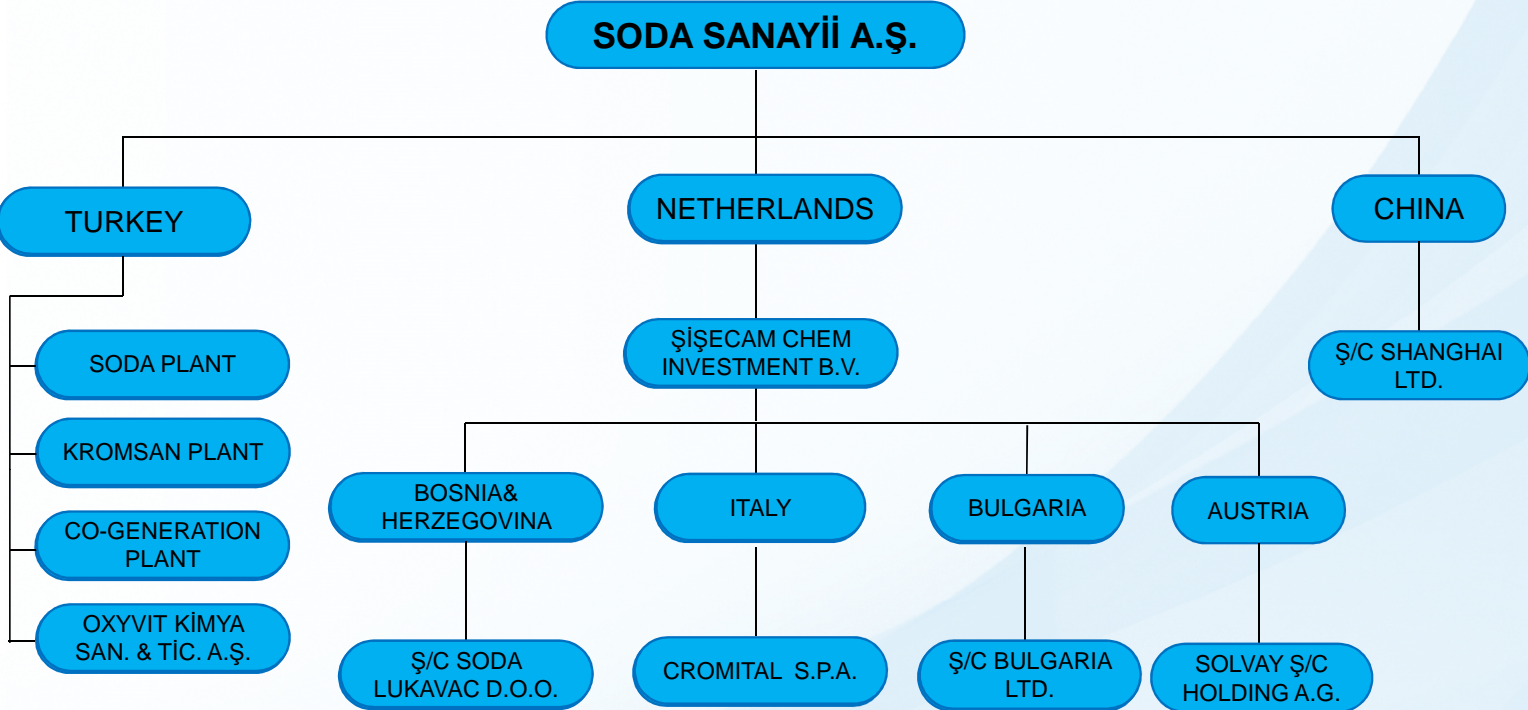 SODA SANAYİİ A.Ş.
TURKEY
NETHERLANDS
CHINA
ŞİŞECAM CHEM
INVESTMENT B.V.
Ş/C SHANGHAI
LTD.
SODA PLANT
KROMSAN PLANT
CO-GENERATION
PLANT
OXYVIT KİMYA
SAN. & TİC. A.Ş.
BOSNIA&
HERZEGOVINA
ITALY
BULGARIA
AUSTRIA
Ş/C SODA
LUKAVAC D.O.O.
CROMITAL S.P.A.
Ş/C BULGARIA
LTD.
SOLVAY Ş/C
HOLDING A.G.